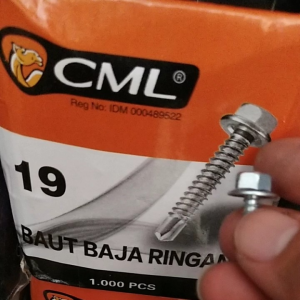 CML®
Reg No: IDM 000489522
19
BAUT BAJA RINGAN
1.000 PCS